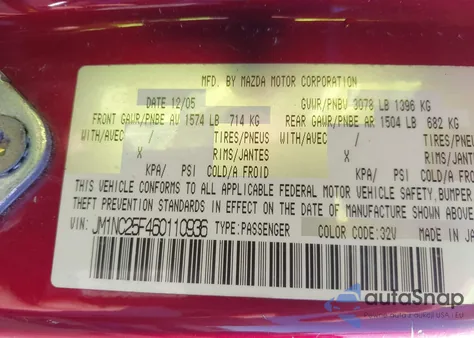 MFD. BY MAZDA MOTOR CORPORATION
DATE 12/05 GVWR/PNBV 3078 LB 1396 KG
FRONT GAWR/PNBE AV 1574 LB 714 KG REAR GAWR/PNBE AR 1504 LB 682 KG
WITH/AVEC / TIRES/PNEUS WITH/AVEC / TIRES/PNEUS
X RIMS/JANTES X RIMS/JANTES
KPA/ PSI COLD/A FROID KPA/ PSI COLD/A FROID
THIS VEHICLE CONFORMS TO ALL APPLICABLE FEDERAL MOTOR VEHICLE SAFETY, BUMPER
THEFT PREVENTION STANDARDS IN EFFECT ON THE DATE OF MANUFACTURE SHOWN ABOVE.
VIN: JM1NC25F460110936 TYPE:PASSENGER COLOR CODE:32V MADE IN JA
autoSnap